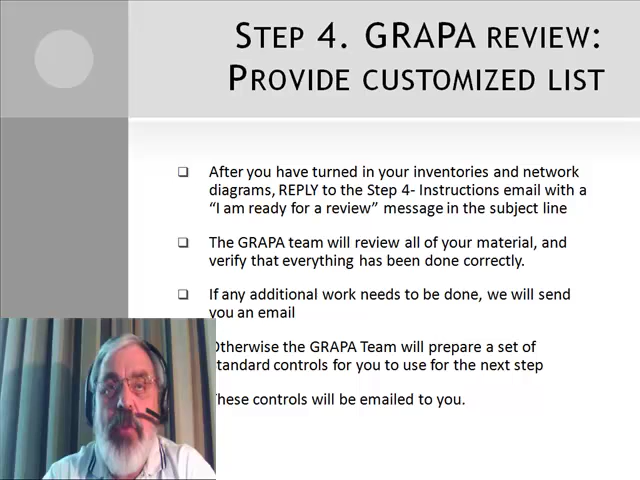 STEP 4. GRAPA REVIEW:
PROVIDE CUSTOMIZED LIST
After you have turned in your inventories and network
diagrams, REPLY to the Step 4- Instructions email with a
“I am ready for a review” message in the subject line
The GRAPA team will review all of your material, and
verify that everything has been done correctly.
If any additional work needs to be done, we will send
you an email
Otherwise the GRAPA Team will prepare a set of
standard controls for you to use for the next step
These controls will be emailed to you.